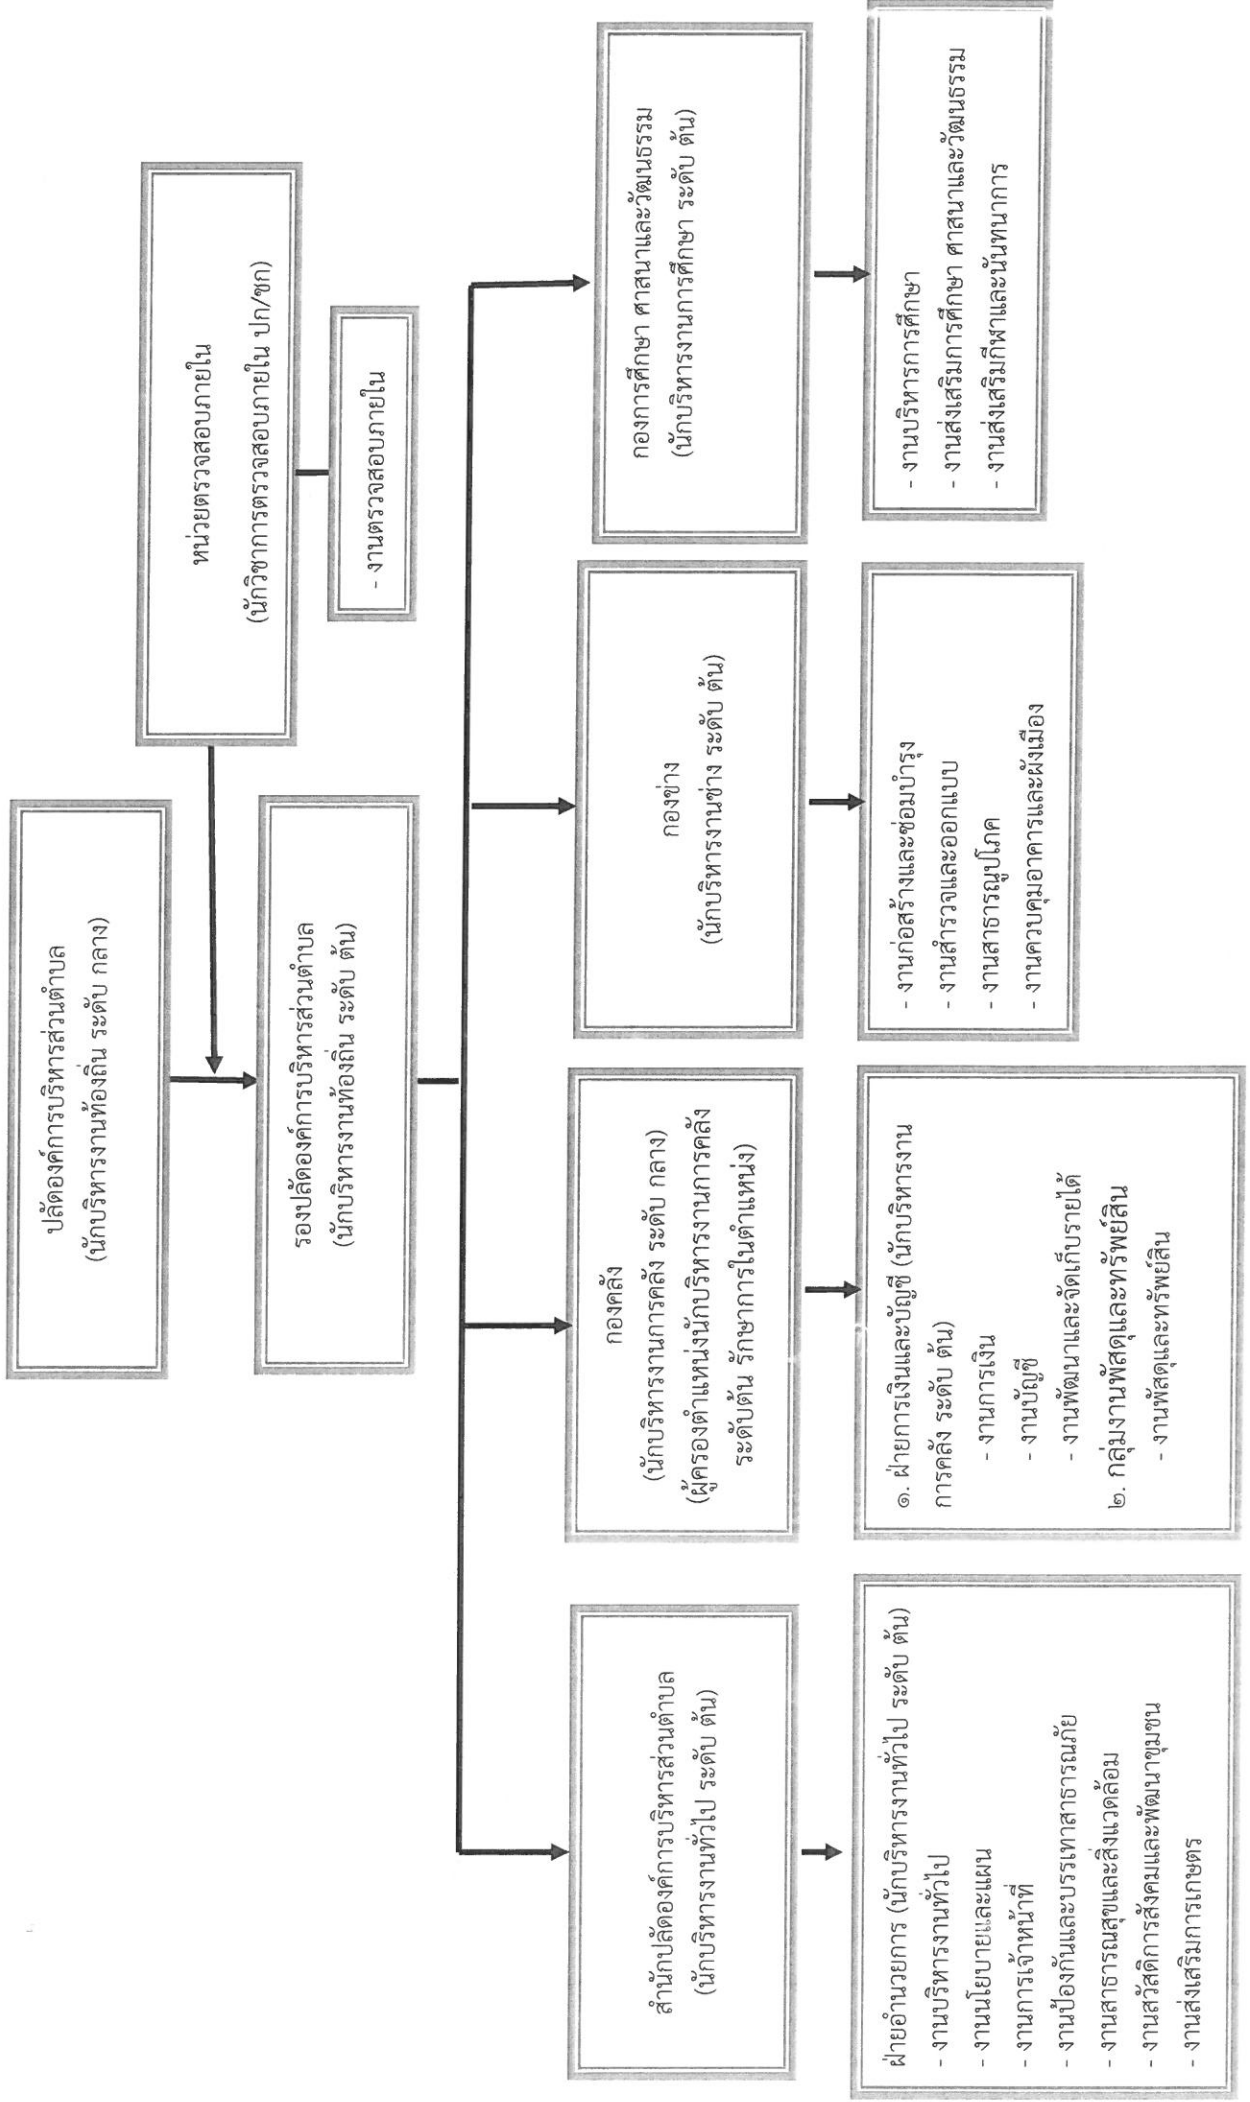 ปลัดองค์การบริหารส่วนตำบล
(นักบริหารงานท้องถิ่น ระดับ กลาง)
หน่วยตรวจสอบภายใน
(นักวิชาการตรวจสอบภายใน ปก/ชก)
- งานตรวจสอบภายใน
รองปลัดองค์การบริหารส่วนตำบล
(นักบริหารงานท้องถิ่น ระดับ ต้น)
สำนักปลัดองค์การบริหารส่วนตำบล
(นักบริหารงานทั่วไป ระดับ ต้น)
กองคลัง
(นักบริหารงานการคลัง ระดับ กลาง)
(ผู้ครองตำแหน่งนักบริหารงานการคลัง
ระดับต้น รักษาการในตำแหน่ง)
กองช่าง
(นักบริหารงานช่าง ระดับ ต้น)
กองการศึกษา ศาสนาและวัฒนธรรม
(นักบริหารงานการศึกษา ระดับ ต้น)
ฝ่ายอำนวยการ (นักบริหารงานทั่วไป ระดับ ต้น)
- งานบริหารงานทั่วไป
- งานนโยบายและแผน
- งานการเจ้าหน้าที่
- งานป้องกันและบรรเทาสาธารณภัย
- งานสาธารณสุขและสิ่งแวดล้อม
- งานสวัสดิการสังคมและพัฒนาชุมชน
- งานส่งเสริมการเกษตร
๑. ฝ่ายการเงินและบัญชี (นักบริหารงาน
การคลัง ระดับ ต้น)
- งานการเงิน
- งานบัญชี
- งานพัฒนาและจัดเก็บรายได้
๒. กลุ่มงานพัสดุและทรัพย์สิน
- งานพัสดุและทรัพย์สิน
- งานก่อสร้างและซ่อมบำรุง
- งานสำรวจและออกแบบ
- งานสาธารณูปโภค
- งานควบคุมอาคารและผังเมือง
- งานบริหารการศึกษา
- งานส่งเสริมการศึกษา ศาสนาและวัฒนธรรม
- งานส่งเสริมกีฬาและนันทนาการ